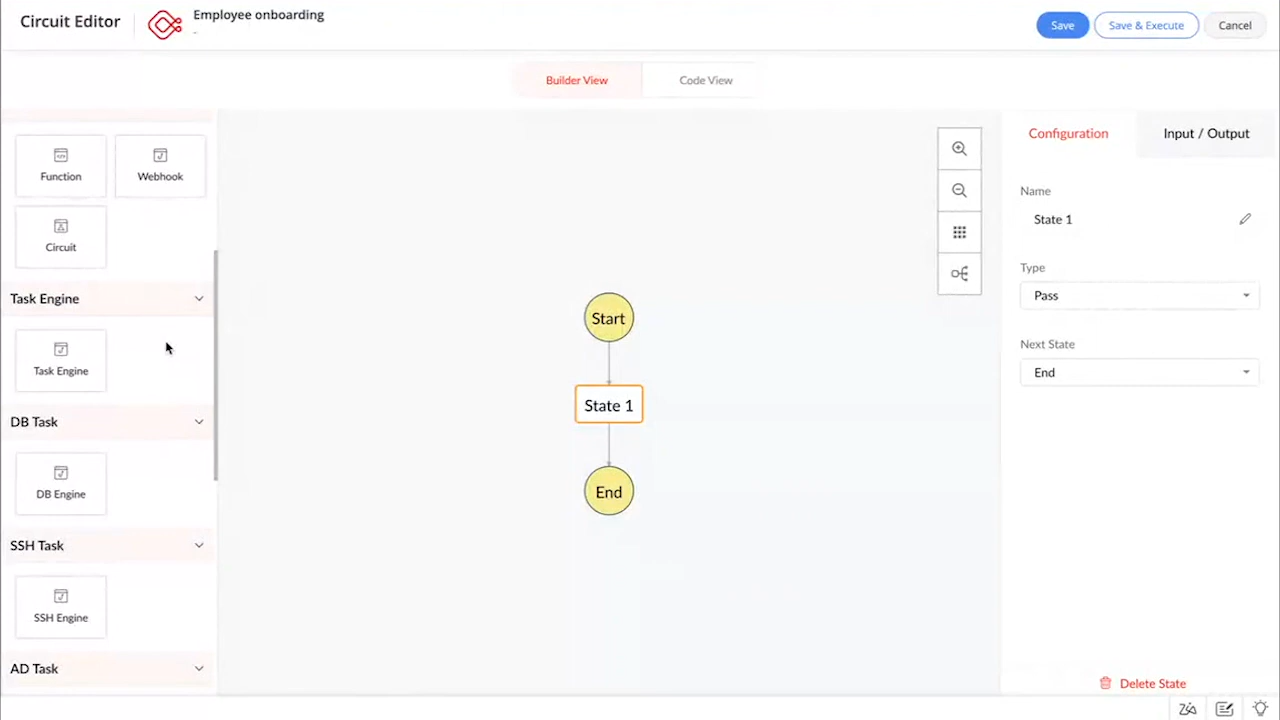 Circuit Editor
Employee onboarding
-
Save
Save & Execute
Cancel
Builder View
Code View
Function
Webhook
Circuit
Task Engine
Task Engine
DB Task
DB Engine
SSH Task
SSH Engine
AD Task
Start
State 1
End
Configuration
Input / Output
Name
State 1
Type
Pass
Next State
End
Delete State